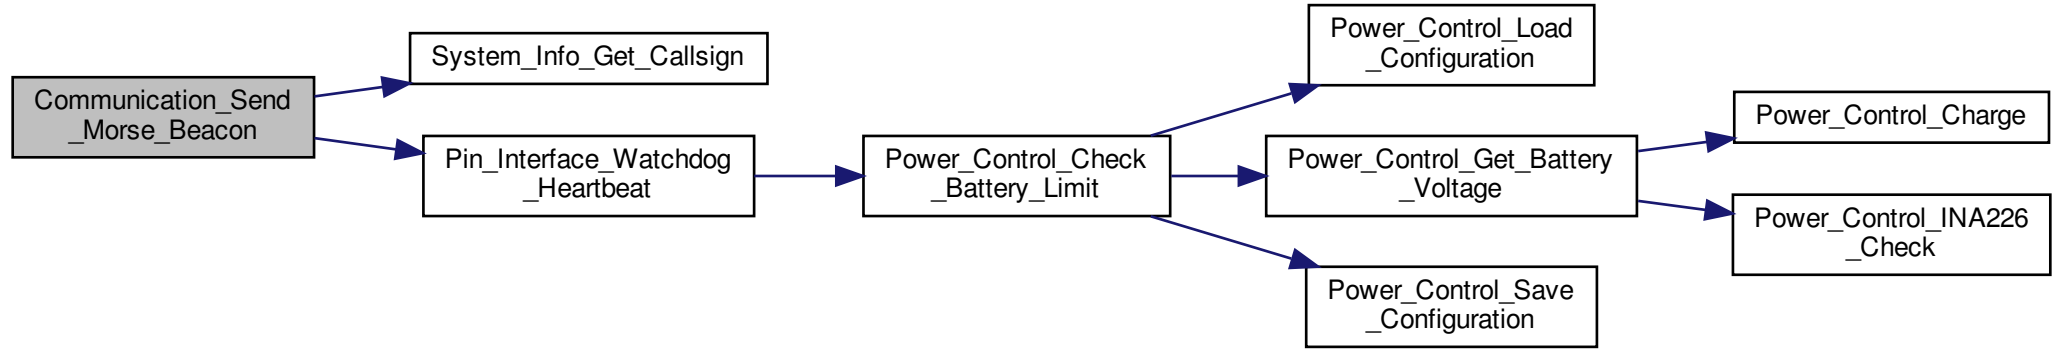 Communication_Send
_Morse_Beacon
System_Info_Get_Callsign
Pin_Interface_Watchdog
_Heartbeat
Power_Control_Check
_Battery_Limit
Power_Control_Load
_Configuration
Power_Control_Get_Battery
_Voltage
Power_Control_Save
_Configuration
Power_Control_Charge
Power_Control_INA226
_Check